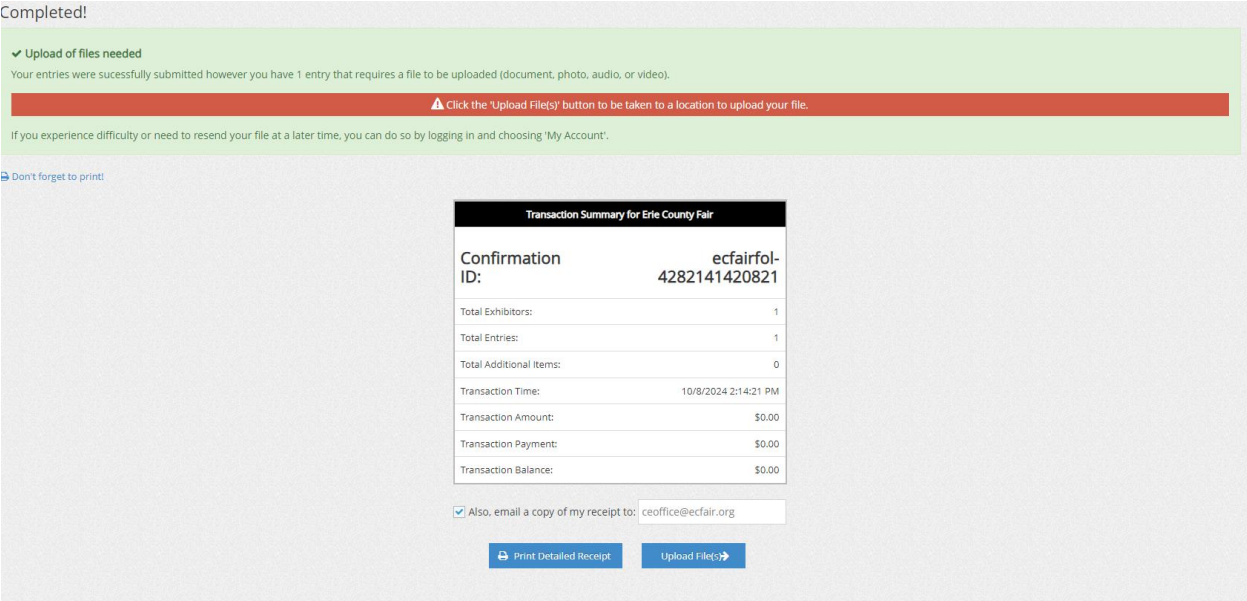 Completed!
Upload of files needed
Your entries were sucessfully submitted however you have 1 entry that requires a file to be uploaded (document, photo, audio, or video).
Click the 'Upload File(s)' button to be taken to a location to upload your file.
If you experience difficulty or need to resend your file at a later time, you can do so by logging in and choosing 'My Account'.
Don't forget to print!
Transaction Summary for Erie County Fair
Confirmation ecfairfol-
ID: 4282141420821
Total Exhibitors: 1
Total Entries: 1
Total Additional Items: 0
Transaction Time: 10/8/2024 2:14:21 PM
Transaction Amount: $0.00
Transaction Payment: $0.00
Transaction Balance: $0.00
Also, email a copy of my receipt to: ceoffice@ecfair.org
Print Detailed Receipt Upload File(s)